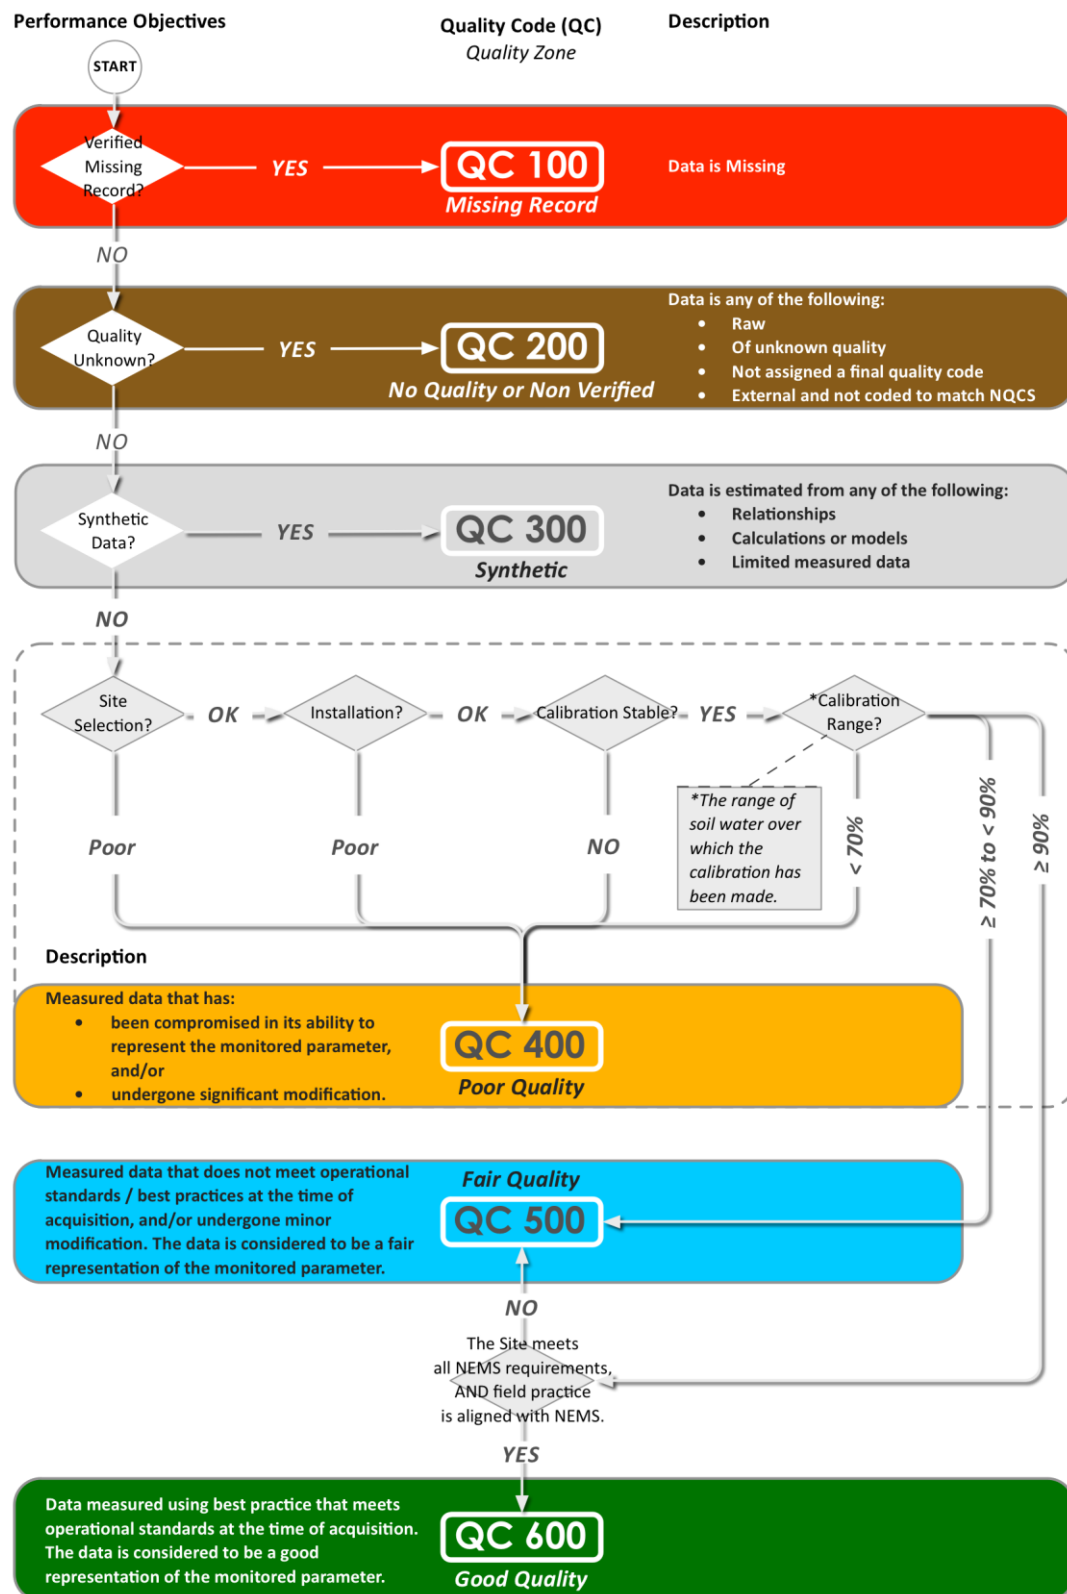 Performance Objectives
Quality Code (QC)
Quality Zone
Description
START
Verified
Missing
Record?
YES
QC 100
Missing Record
Data is Missing
NO
Quality
Unknown?
YES
QC 200
No Quality or Non Verified
Data is any of the following:
• Raw
• Of unknown quality
• Not assigned a final quality code
• External and not coded to match NQCS
NO
Synthetic
Data?
YES
QC 300
Synthetic
Data is estimated from any of the following:
• Relationships
• Calculations or models
• Limited measured data
NO
Site
Selection?
OK
Installation?
OK
Calibration Stable?
YES
*Calibration
Range?
*The range of
soil water over
which the
calibration has
been made.
Poor
Poor
NO
< 70%
≥ 70% to < 90%
≥ 90%
Description
Measured data that has:
• been compromised in its ability to
represent the monitored parameter,
and/or
• undergone significant modification.
QC 400
Poor Quality
Measured data that does not meet operational
standards / best practices at the time of
acquisition, and/or undergone minor
modification. The data is considered to be a fair
representation of the monitored parameter.
Fair Quality
QC 500
NO
The Site meets
all NEMS requirements,
AND field practice
is aligned with NEMS.
YES
Data measured using best practice that meets
operational standards at the time of acquisition.
The data is considered to be a good
representation of the monitored parameter.
QC 600
Good Quality